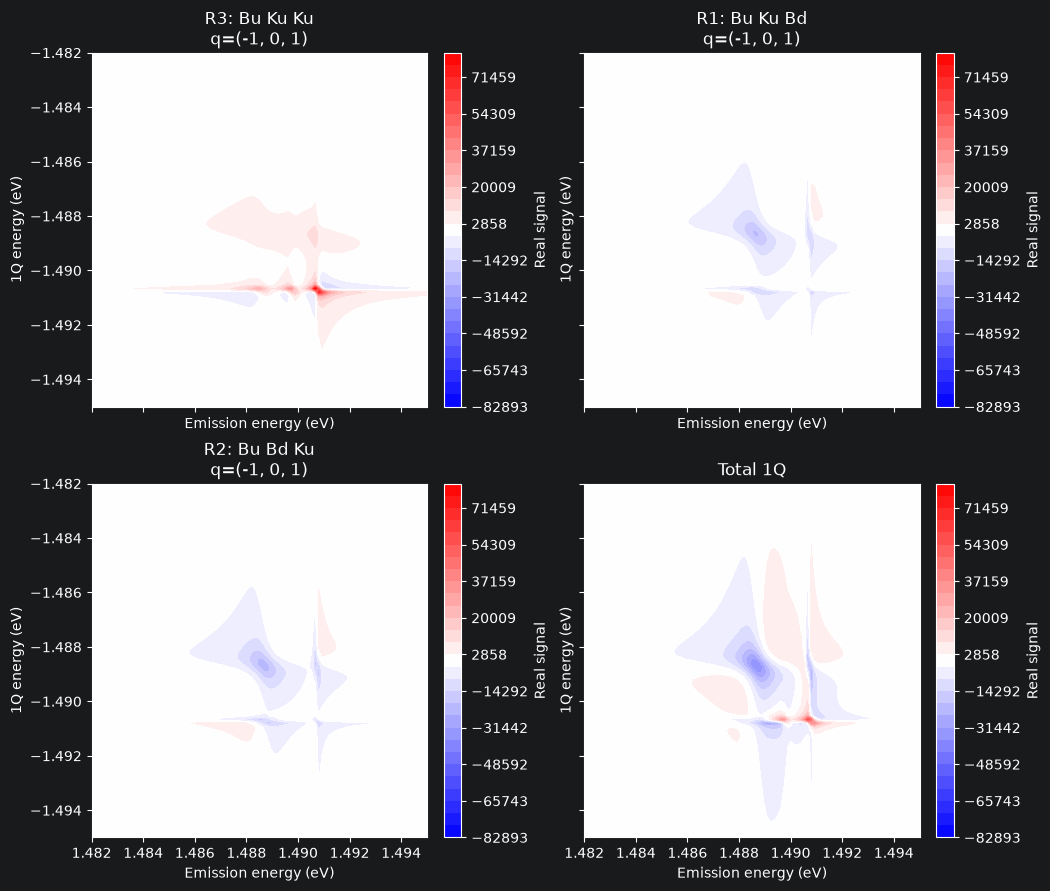 R3: Bu Ku Ku
q=(-1, 0, 1)
−1.482
−1.484
−1.486
−1.488
−1.490
−1.492
−1.494
1Q energy (eV)
Emission energy (eV)
71459
54309
37159
20009
2858
−14292
−31442
−48592
−65743
−82893
Real signal
R1: Bu Ku Bd
q=(-1, 0, 1)
1Q energy (eV)
Emission energy (eV)
71459
54309
37159
20009
2858
−14292
−31442
−48592
−65743
−82893
Real signal
R2: Bu Bd Ku
q=(-1, 0, 1)
−1.482
−1.484
−1.486
−1.488
−1.490
−1.492
−1.494
1Q energy (eV)
1.482 1.484 1.486 1.488 1.490 1.492 1.494
Emission energy (eV)
71459
54309
37159
20009
2858
−14292
−31442
−48592
−65743
−82893
Real signal
Total 1Q
1Q energy (eV)
1.482 1.484 1.486 1.488 1.490 1.492 1.494
Emission energy (eV)
71459
54309
37159
20009
2858
−14292
−31442
−48592
−65743
−82893
Real signal